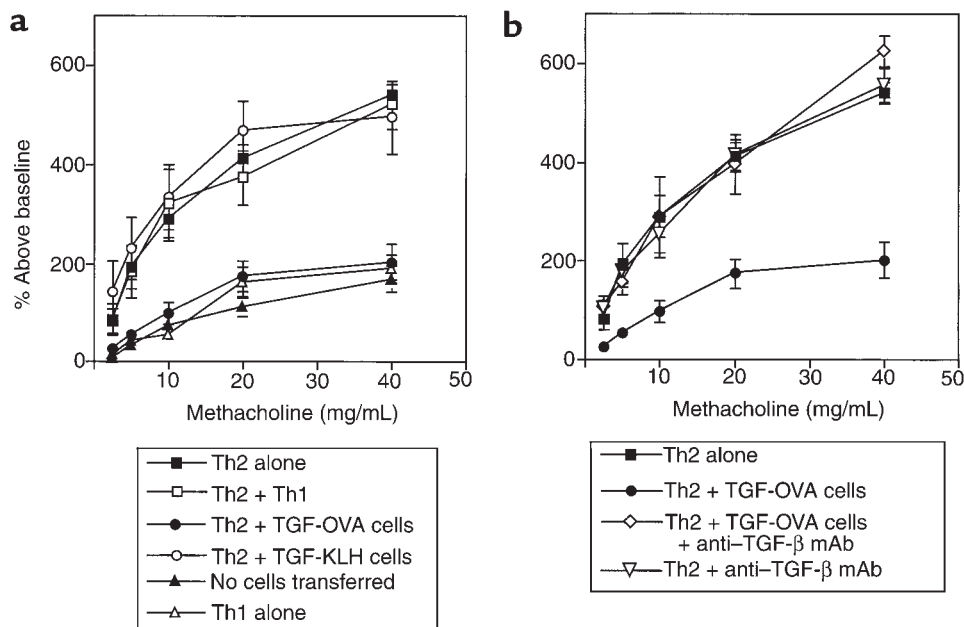 a
% Above baseline
600
400
200
0
10
20
30
40
50
Methacholine (mg/mL)
Th2 alone
Th2 + Th1
Th2 + TGF-OVA cells
Th2 + TGF-KLH cells
No cells transferred
Th1 alone
b
600
400
200
0
10
20
30
40
50
Methacholine (mg/mL)
Th2 alone
Th2 + TGF-OVA cells
Th2 + TGF-OVA cells
+ anti–TGF-β mAb
Th2 + anti–TGF-β mAb